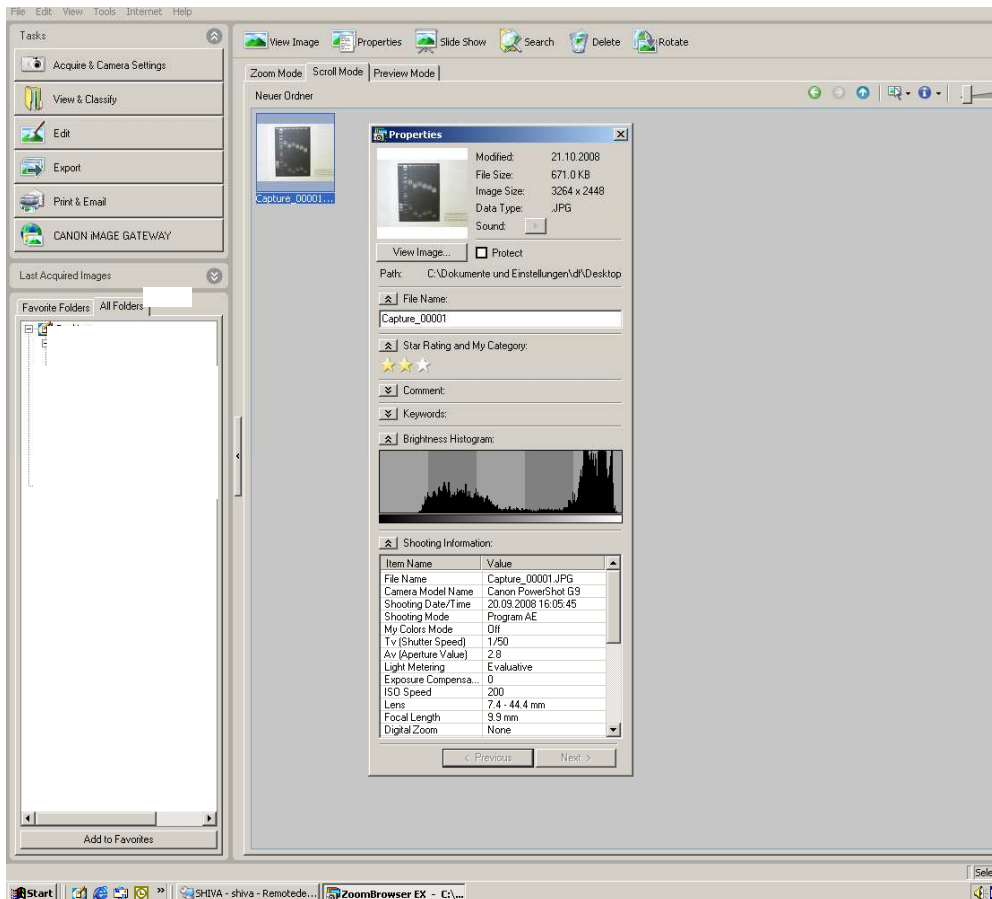 File Edit View Tools Internet Help
Tasks
Acquire & Camera Settings
View & Classify
Edit
Export
Print & Email
CANON iMAGE GATEWAY
Last Acquired Images
Favorite Folders All Folders
Add to Favorites
View Image Properties Slide Show Search Delete Rotate
Zoom Mode Scroll Mode Preview Mode
Neuer Ordner
Capture_00001...
Properties
Modified: 21.10.2008
File Size: 671.0 KB
Image Size: 3264 x 2448
Data Type: .JPG
Sound:
View Image... Protect
Path: C:\Dokumente und Einstellungen\df\Desktop
File Name:
Capture_00001
Star Rating and My Category:
Comment:
Keywords:
Brightness Histogram:
Shooting Information:
Item Name Value
File Name Capture_00001.JPG
Camera Model Name Canon PowerShot G9
Shooting Date/Time 20.09.2008 16:05:45
Shooting Mode Program AE
My Colors Mode Off
Tv (Shutter Speed) 1/50
Av (Aperture Value) 2.8
Light Metering Evaluative
Exposure Compensa... 0
ISO Speed 200
Lens 7.4 - 44.4 mm
Focal Length 9.9 mm
Digital Zoom None
< Previous Next >
Sele
Start » SHIVA - shiva - Remotede... ZoomBrowser EX - C:\...